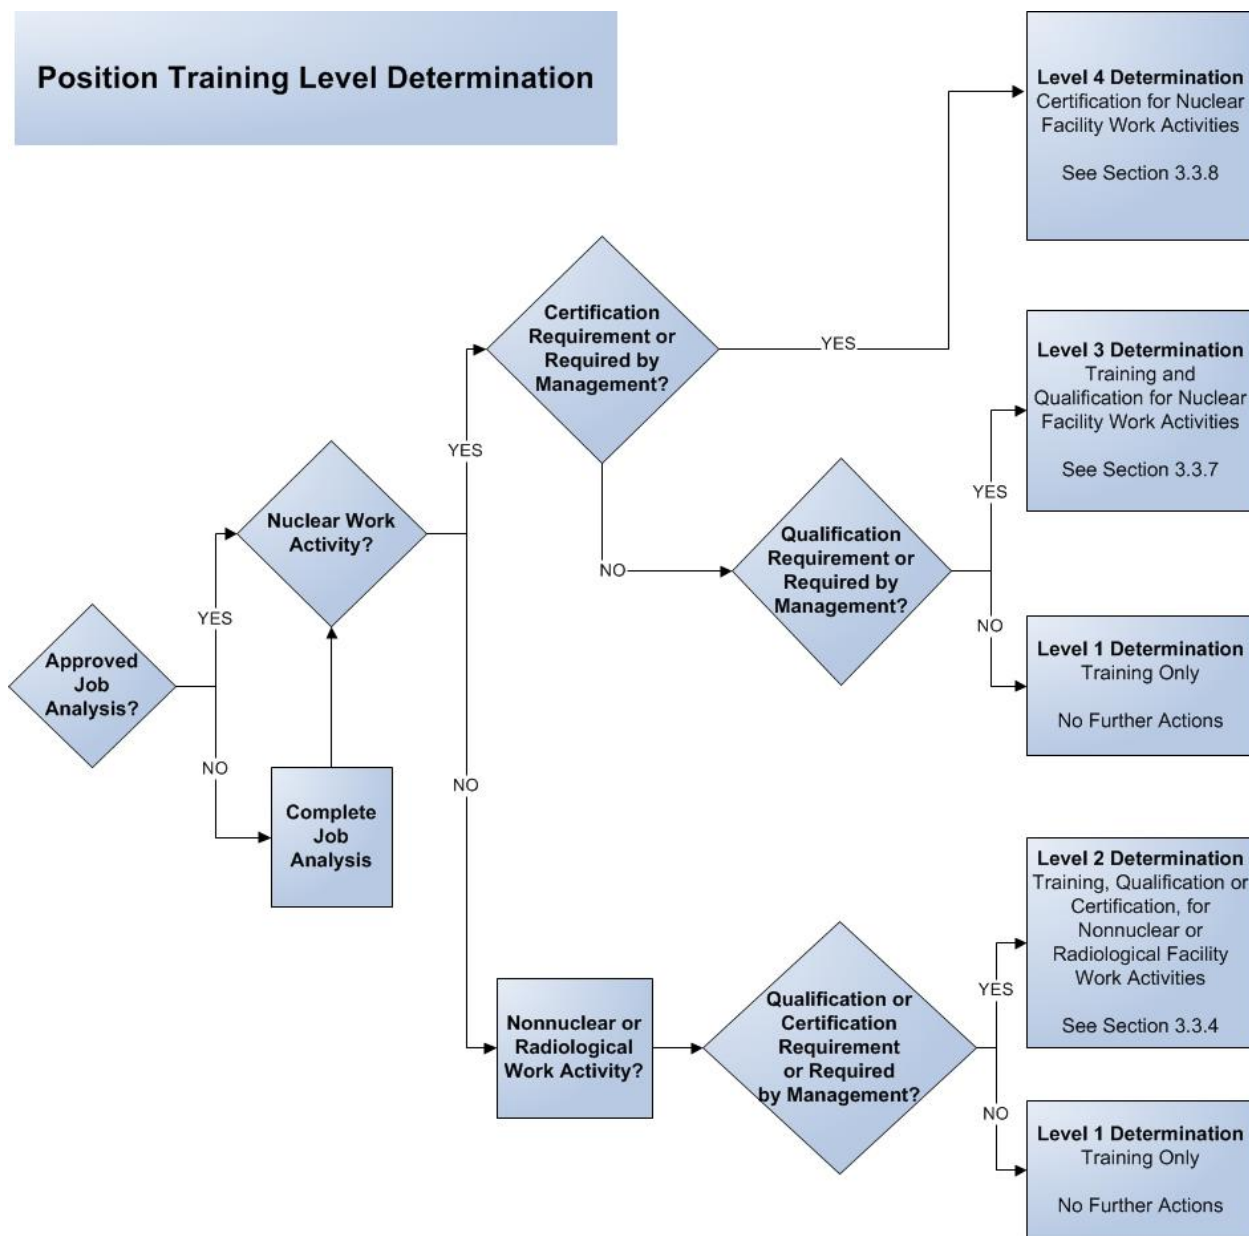 Position Training Level Determination
Level 4 Determination
Certification for Nuclear
Facility Work Activities
See Section 3.3.8
Certification
Requirement or
Required by
Management?
YES
Level 3 Determination
Training and
Qualification for Nuclear
Facility Work Activities
See Section 3.3.7
YES
Nuclear Work
Activity?
YES
Qualification
Requirement or
Required by
Management?
NO
YES
NO
Level 1 Determination
Training Only
No Further Actions
Approved
Job
Analysis?
NO
Complete
Job
Analysis
NO
Level 2 Determination
Training, Qualification or
Certification, for
Nonnuclear or
Radiological Facility
Work Activities
See Section 3.3.4
Nonnuclear or
Radiological
Work Activity?
Qualification or
Certification
Requirement
or Required
by Management?
YES
NO
Level 1 Determination
Training Only
No Further Actions